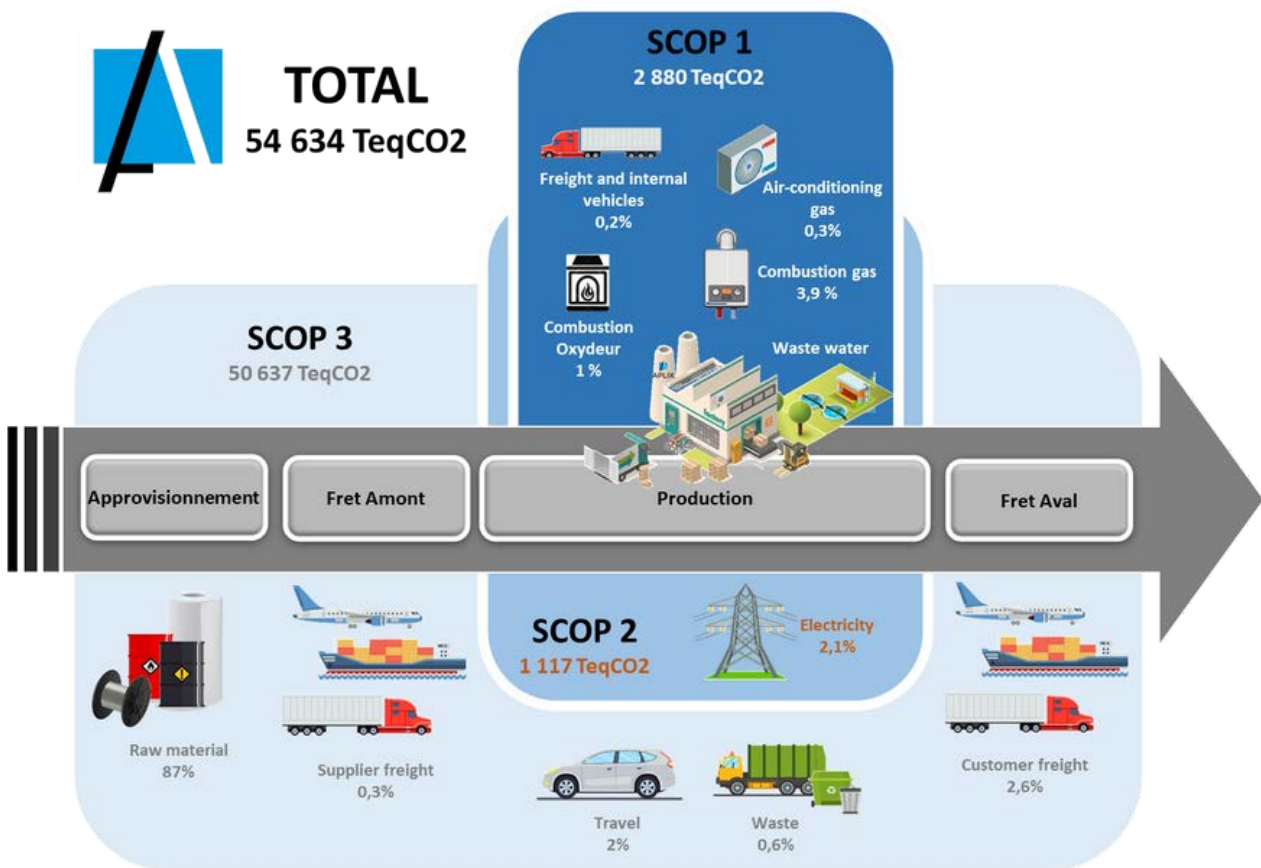 TOTAL
54 634 TeqCO2
SCOP 1
2 880 TeqCO2
Freight and internal
vehicles
0,2%
Air-conditioning
gas
0,3%
Combustion
Oxydeur
1 %
Combustion gas
3,9 %
Waste water
APLIX
SCOP 3
50 637 TeqCO2
Approvisionnement
Fret Amont
Production
Fret Aval
SCOP 2
1 117 TeqCO2
Electricity
2,1%
Raw material
87%
Supplier freight
0,3%
Travel
2%
Waste
0,6%
Customer freight
2,6%